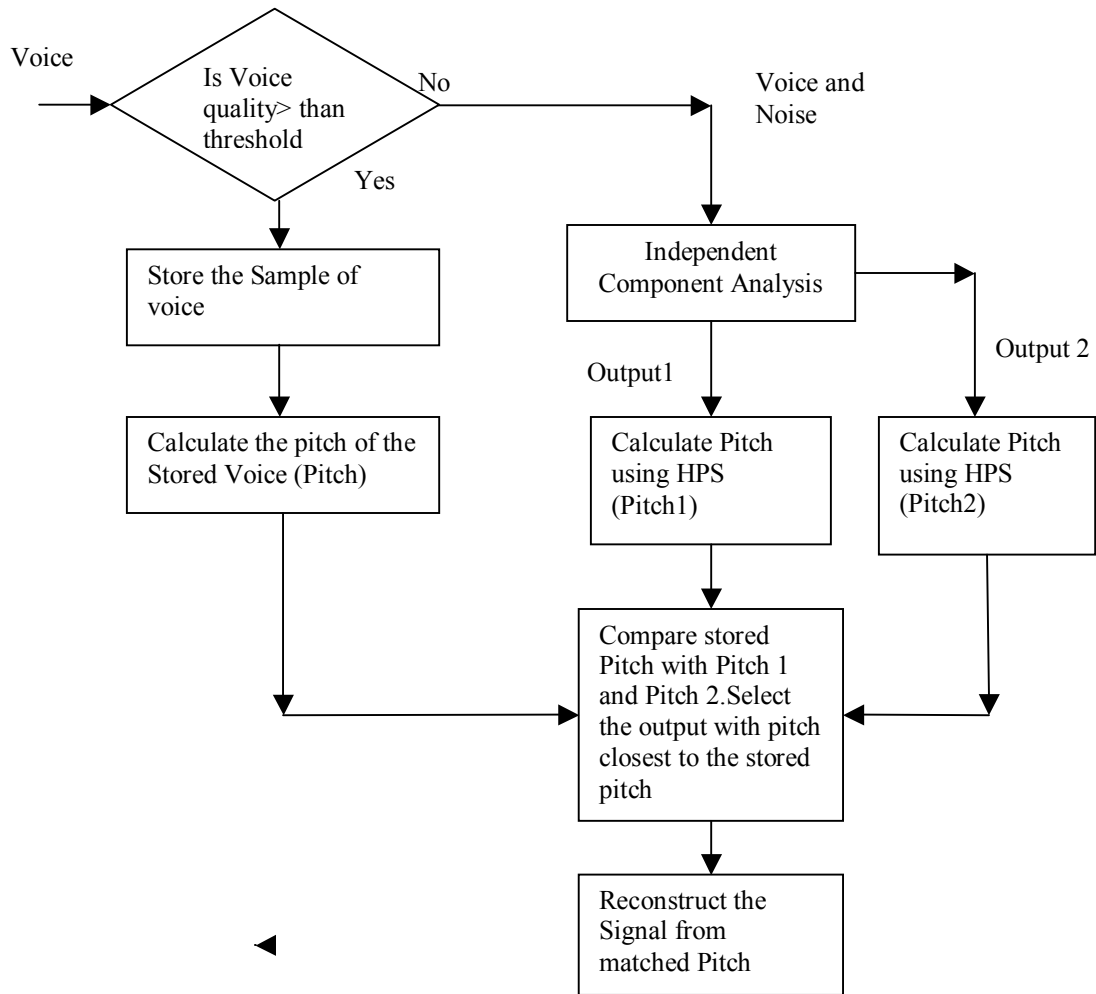 Voice
Is Voice
quality> than
threshold
No
Yes
Voice and
Noise
Store the Sample of
voice
Independent
Component Analysis
Output1
Output 2
Calculate the pitch of the
Stored Voice (Pitch)
Calculate Pitch
using HPS
(Pitch1)
Calculate Pitch
using HPS
(Pitch2)
Compare stored
Pitch with Pitch 1
and Pitch 2.Select
the output with pitch
closest to the stored
pitch
Reconstruct the
Signal from
matched Pitch